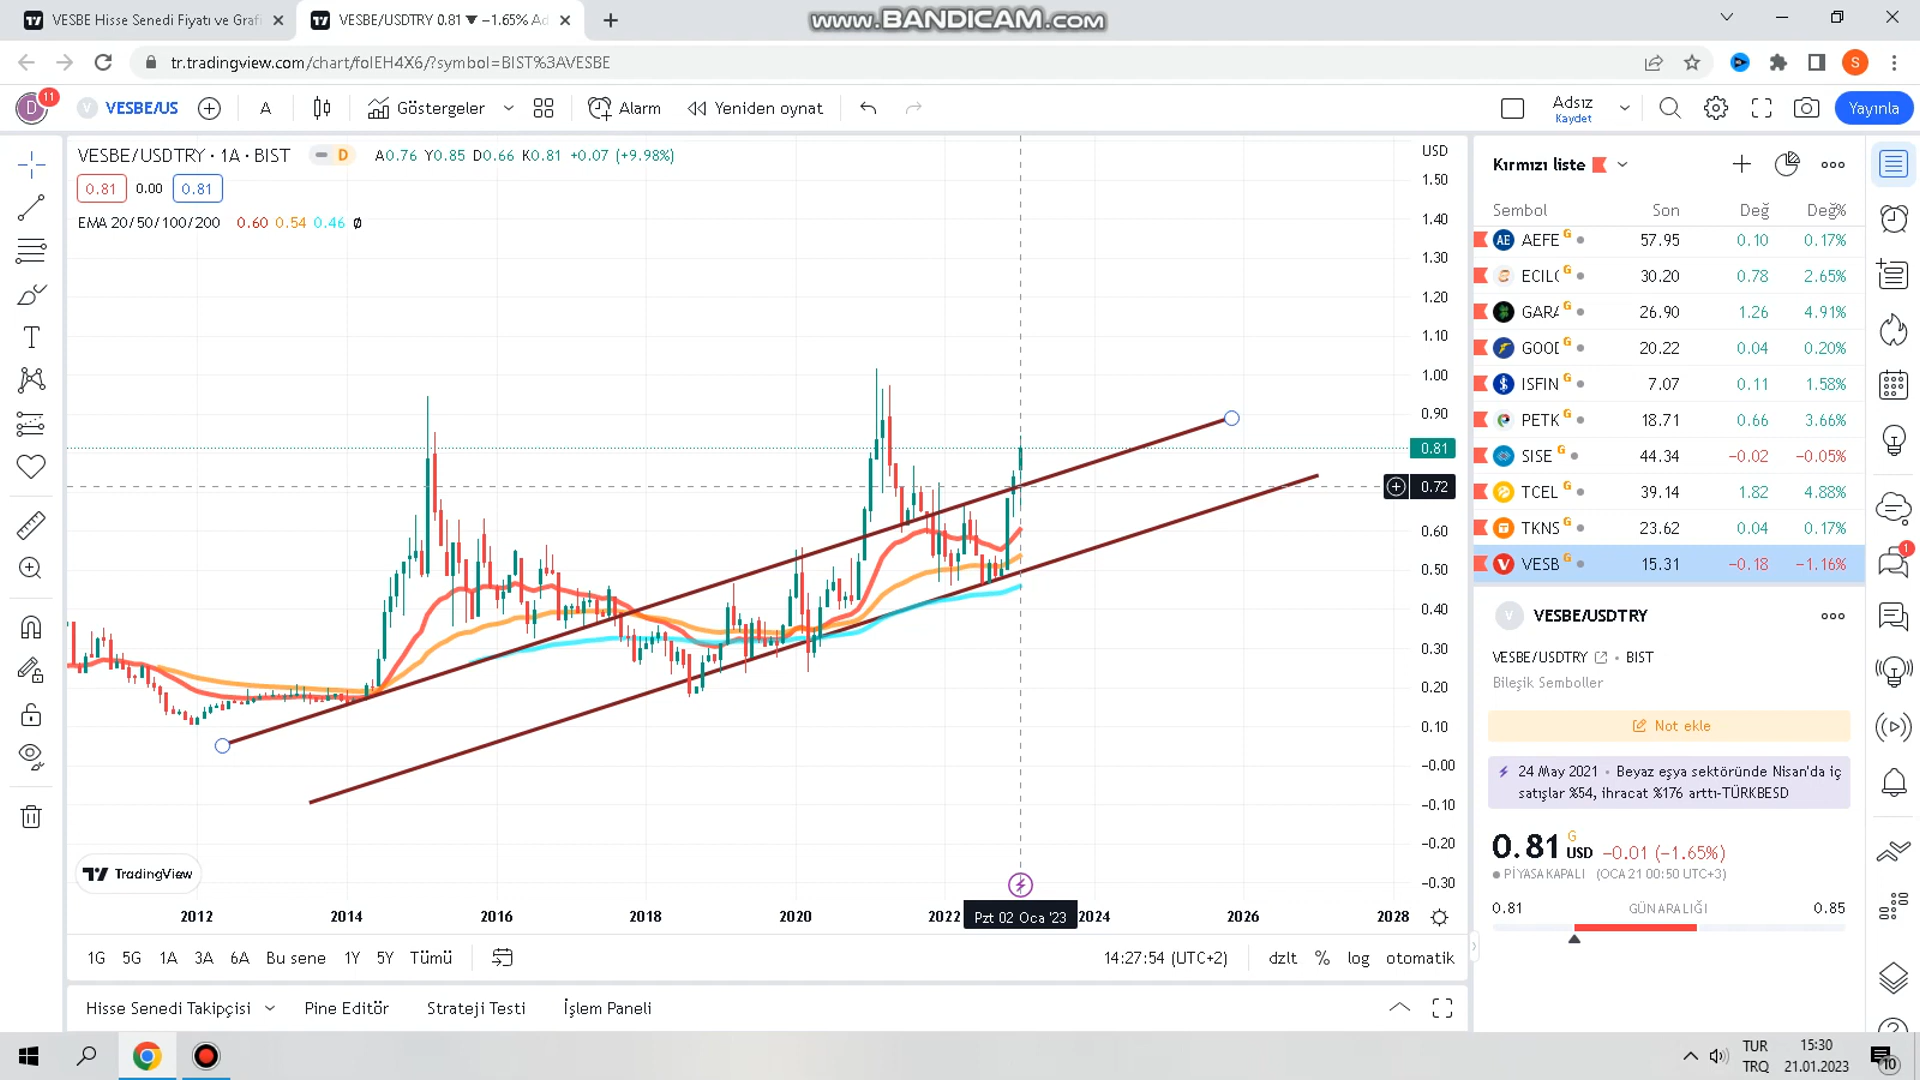 VESBE Hisse Senedi Fiyatı ve Grafi
VESBE/USDTRY 0.81 ▼ −1.65% Ad
www.BANDICAM.com
tr.tradingview.com/chart/folEH4X6/?symbol=BIST%3AVESBE
S
D
11
V
VESBE/US
A
Göstergeler
Alarm
Yeniden oynat
Adsız
Kaydet
Yayınla
VESBE/USDTRY · 1A · BIST
D
A0.76 Y0.85 D0.66 K0.81 +0.07 (+9.98%)
0.81 0.00 0.81
EMA 20/50/100/200 0.60 0.54 0.46 Ø
USD
1.50
1.40
1.30
1.20
1.10
1.00
0.90
0.81
0.72
0.60
0.50
0.40
0.30
0.20
0.10
−0.00
−0.10
−0.20
−0.30
TradingView
2012 2014 2016 2018 2020 2022 Pzt 02 Oca '23 2024 2026 2028
1G 5G 1A 3A 6A Bu sene 1Y 5Y Tümü
14:27:54 (UTC+2) dzlt % log otomatik
Hisse Senedi Takipçisi Pine Editör Strateji Testi İşlem Paneli
Kırmızı liste
Sembol Son Değ Değ%
AE AEFE G 57.95 0.10 0.17%
ECILC G 30.20 0.78 2.65%
GARA G 26.90 1.26 4.91%
GOOD G 20.22 0.04 0.20%
ISFIN G 7.07 0.11 1.58%
PETK G 18.71 0.66 3.66%
SISE G 44.34 −0.02 −0.05%
TCEL G 39.14 1.82 4.88%
TKNS G 23.62 0.04 0.17%
VESB G 15.31 −0.18 −1.16%
V VESBE/USDTRY
VESBE/USDTRY • BIST
Bileşik Semboller
Not ekle
24 May 2021 • Beyaz eşya sektöründe Nisan'da iç
satışlar %54, ihracat %176 arttı-TÜRKBESD
0.81 G USD −0.01 (−1.65%)
PİYASA KAPALI (OCA 21 00:50 UTC+3)
0.81 GÜN ARALIĞI 0.85
1
TUR
TRQ
15:30
21.01.2023
10